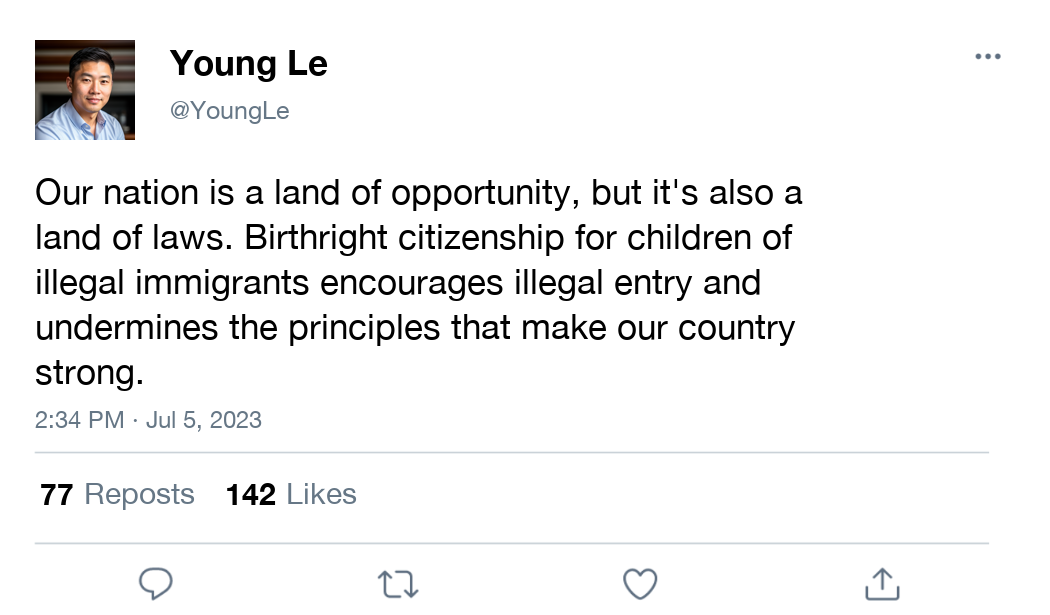 Young Le
@YoungLe
Our nation is a land of opportunity, but it's also a
land of laws. Birthright citizenship for children of
illegal immigrants encourages illegal entry and
undermines the principles that make our country
strong.
2:34 PM · Jul 5, 2023
77 Reposts 142 Likes